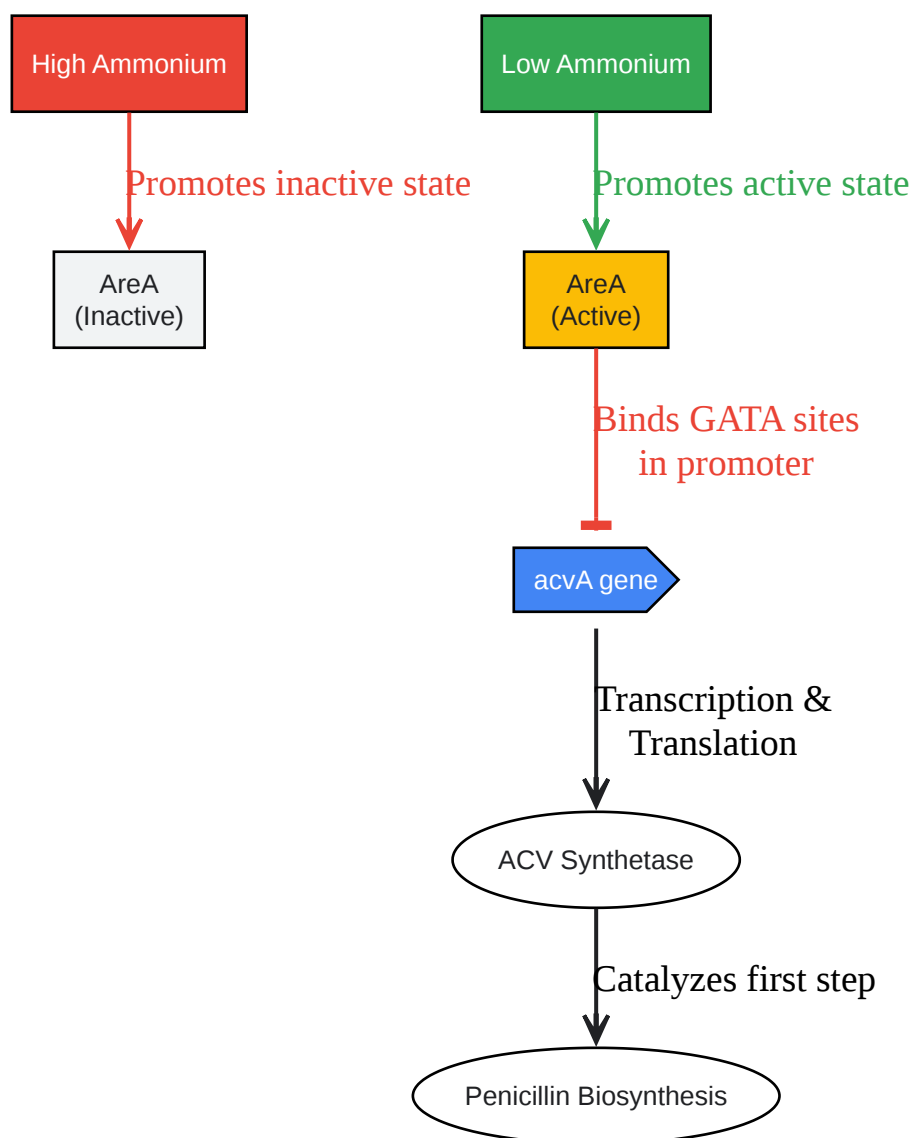 High Ammonium
Low Ammonium
Promotes inactive state
Promotes active state
AreA
(Inactive)
AreA
(Active)
Binds GATA sites
in promoter
acvA gene
Transcription &
Translation
ACV Synthetase
Catalyzes first step
Penicillin Biosynthesis